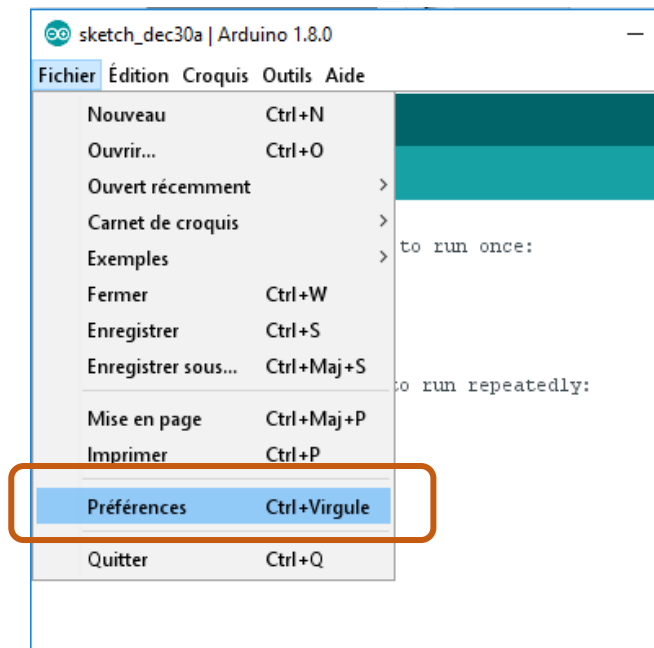 sketch_dec30a | Arduino 1.8.0
Fichier Édition Croquis Outils Aide
Nouveau Ctrl+N
Ouvrir... Ctrl+O
Ouvert récemment
Carnet de croquis
to run once:
Exemples
Fermer Ctrl+W
Enregistrer Ctrl+S
Enregistrer sous... Ctrl+Maj+S
to run repeatedly:
Mise en page Ctrl+Maj+P
Imprimer Ctrl+P
Préférences Ctrl+Virgule
Quitter Ctrl+Q